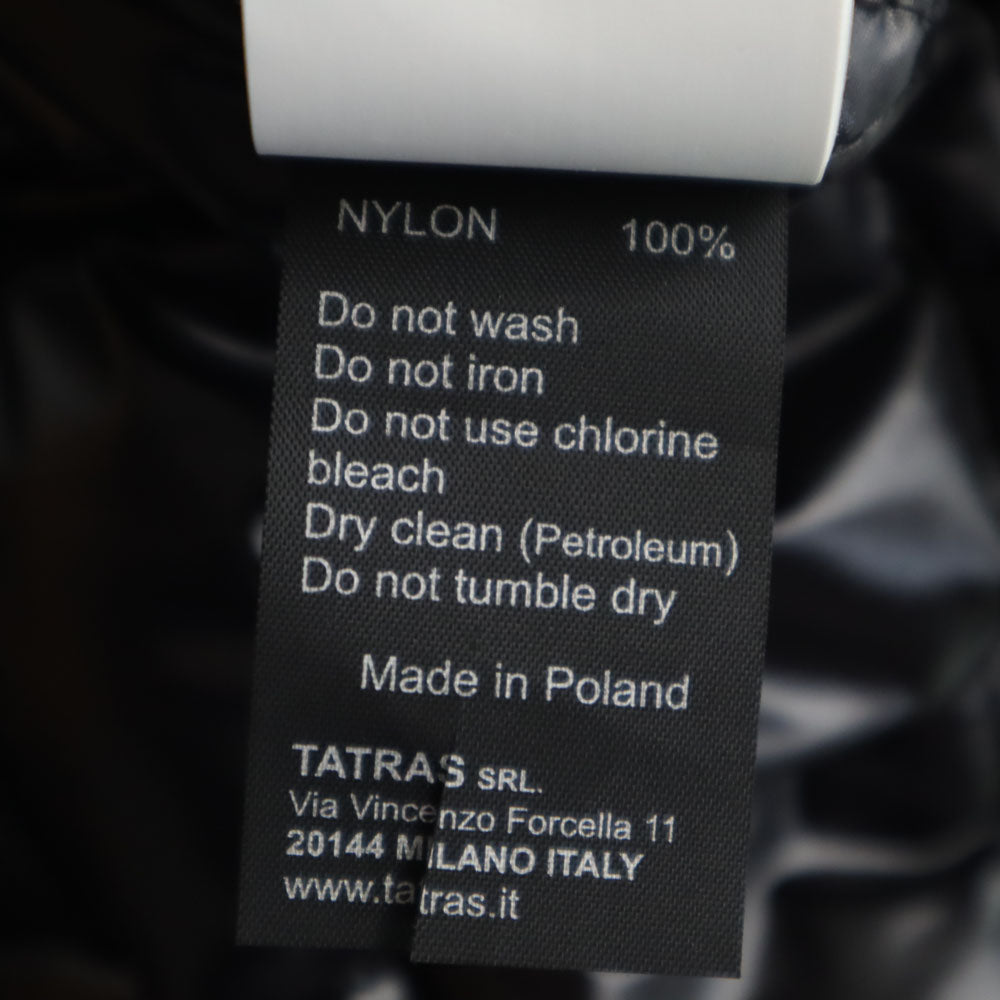 NYLON 100%
Do not wash
Do not iron
Do not use chlorine
bleach
Dry clean (Petroleum)
Do not tumble dry
Made in Poland
TATRAS SRL.
Via Vincenzo Forcella 11
20144 MILANO ITALY
www.tatras.it